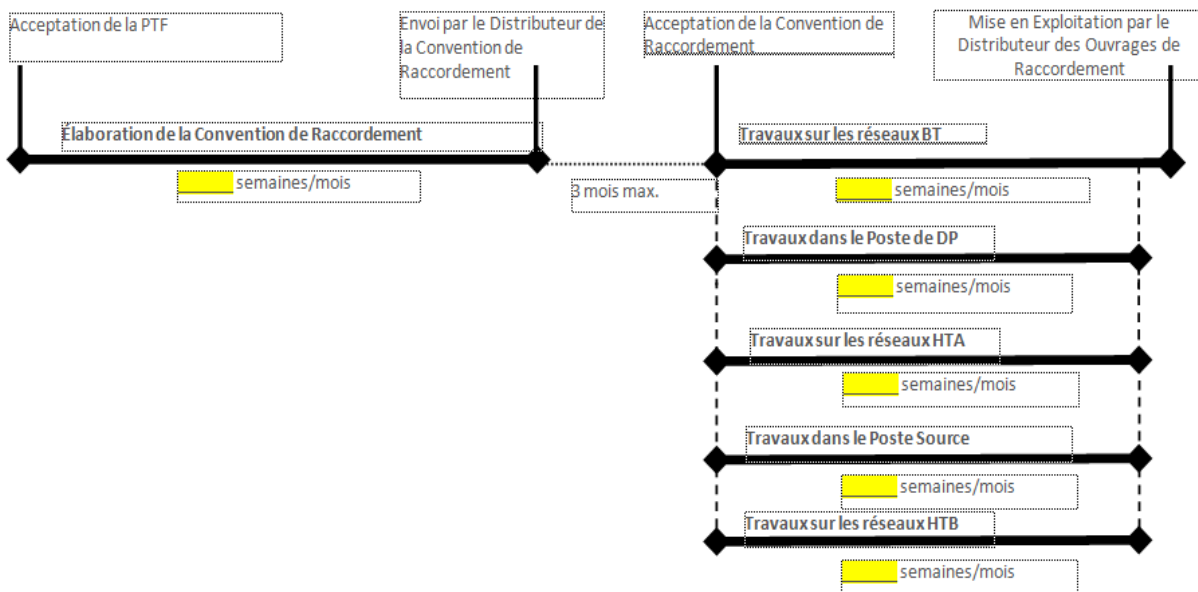 Acceptation de la PTF
Envoi par le Distributeur de
la Convention de
Raccordement
Acceptation de la Convention de
Raccordement
Mise en Exploitation par le
Distributeur des Ouvrages de
Raccordement
Élaboration de la Convention de Raccordement
semaines/mois
3 mois max.
Travaux sur les réseaux BT
semaines/mois
Travaux dans le Poste de DP
semaines/mois
Travaux sur les réseaux HTA
semaines/mois
Travaux dans le Poste Source
semaines/mois
Travaux sur les réseaux HTB
semaines/mois